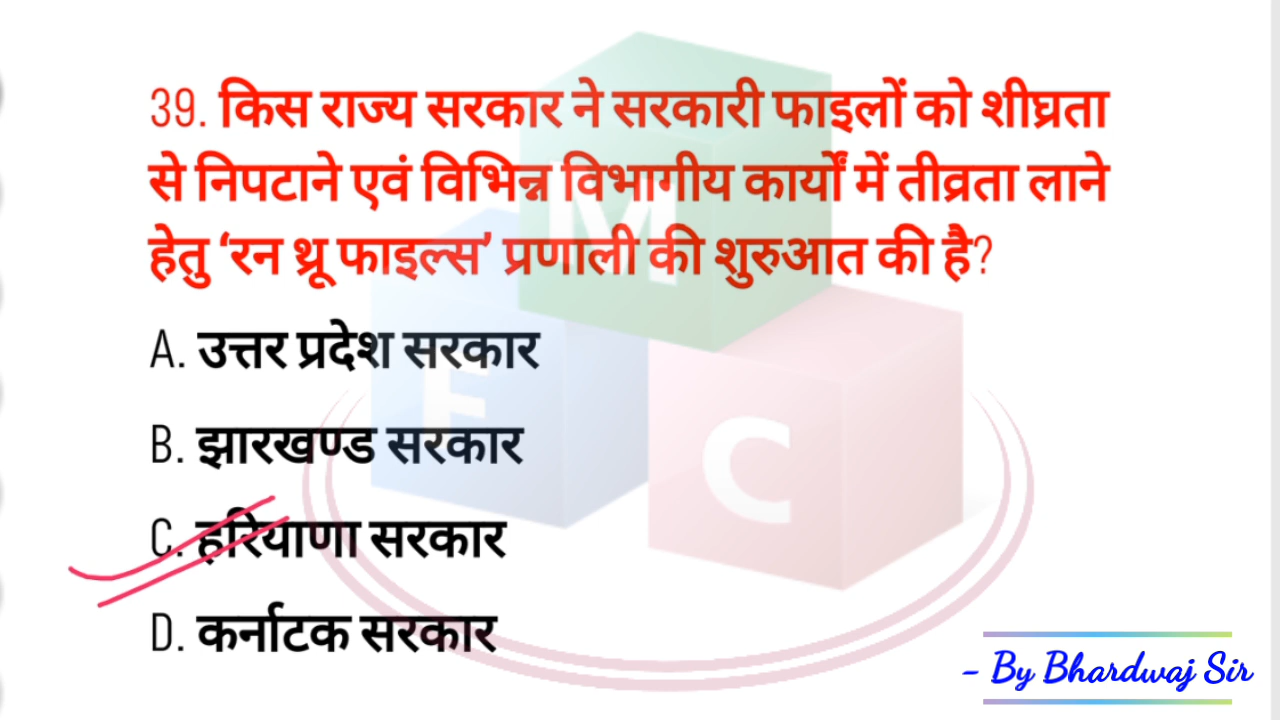 39. किस राज्य सरकार ने सरकारी फाइलों को शीघ्रता
से निपटाने एवं विभिन्न विभागीय कार्यों में तीव्रता लाने
हेतु ‘रन थ्रू फाइल्स’ प्रणाली की शुरुआत की है?
A. उत्तर प्रदेश सरकार
B. झारखण्ड सरकार
C. हरियाणा सरकार
D. कर्नाटक सरकार
M
F
C
- By Bhardwaj Sir